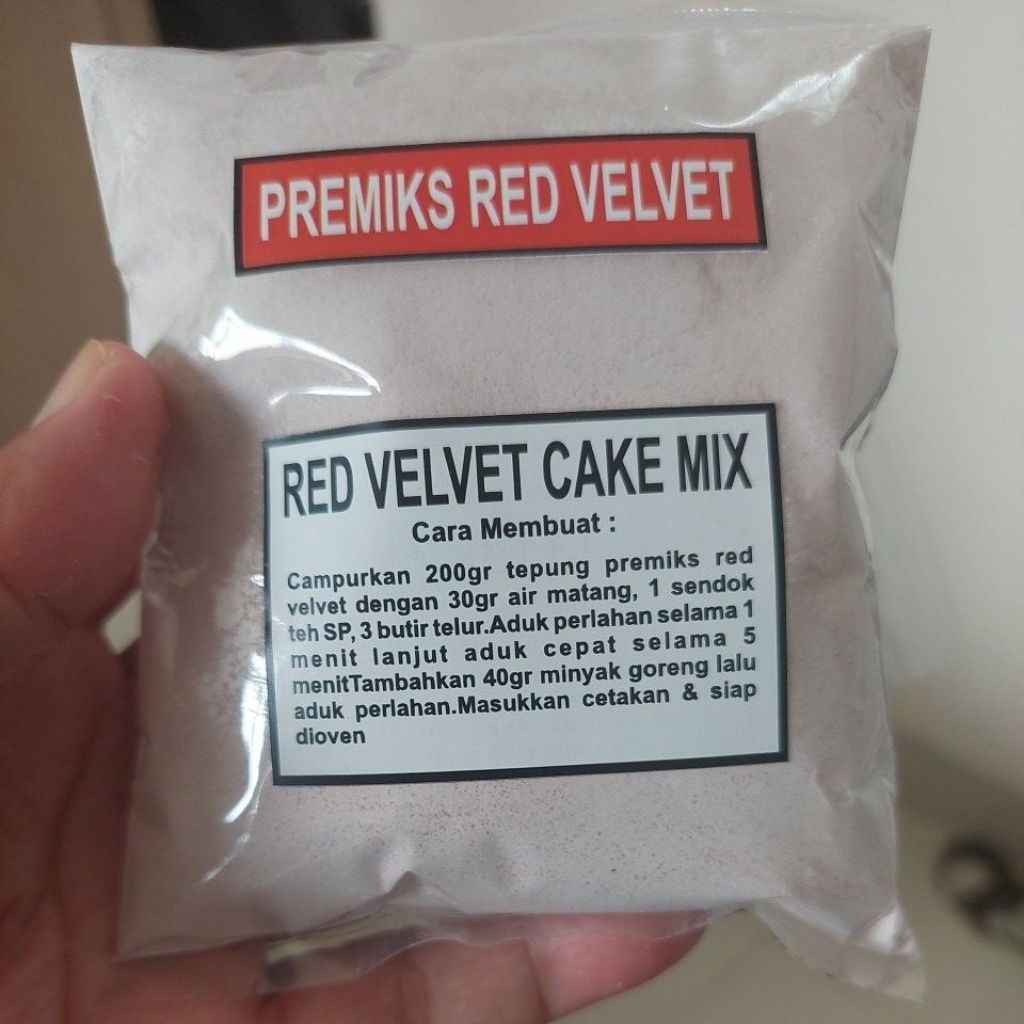 PREMIKS RED VELVET
RED VELVET CAKE MIX
Cara Membuat :
Campurkan 200gr tepung premiks red
velvet dengan 30gr air matang, 1 sendok
teh SP, 3 butir telur.Aduk perlahan selama 1
menit lanjut aduk cepat selama 5
menitTambahkan 40gr minyak goreng lalu
aduk perlahan.Masukkan cetakan & siap
dioven